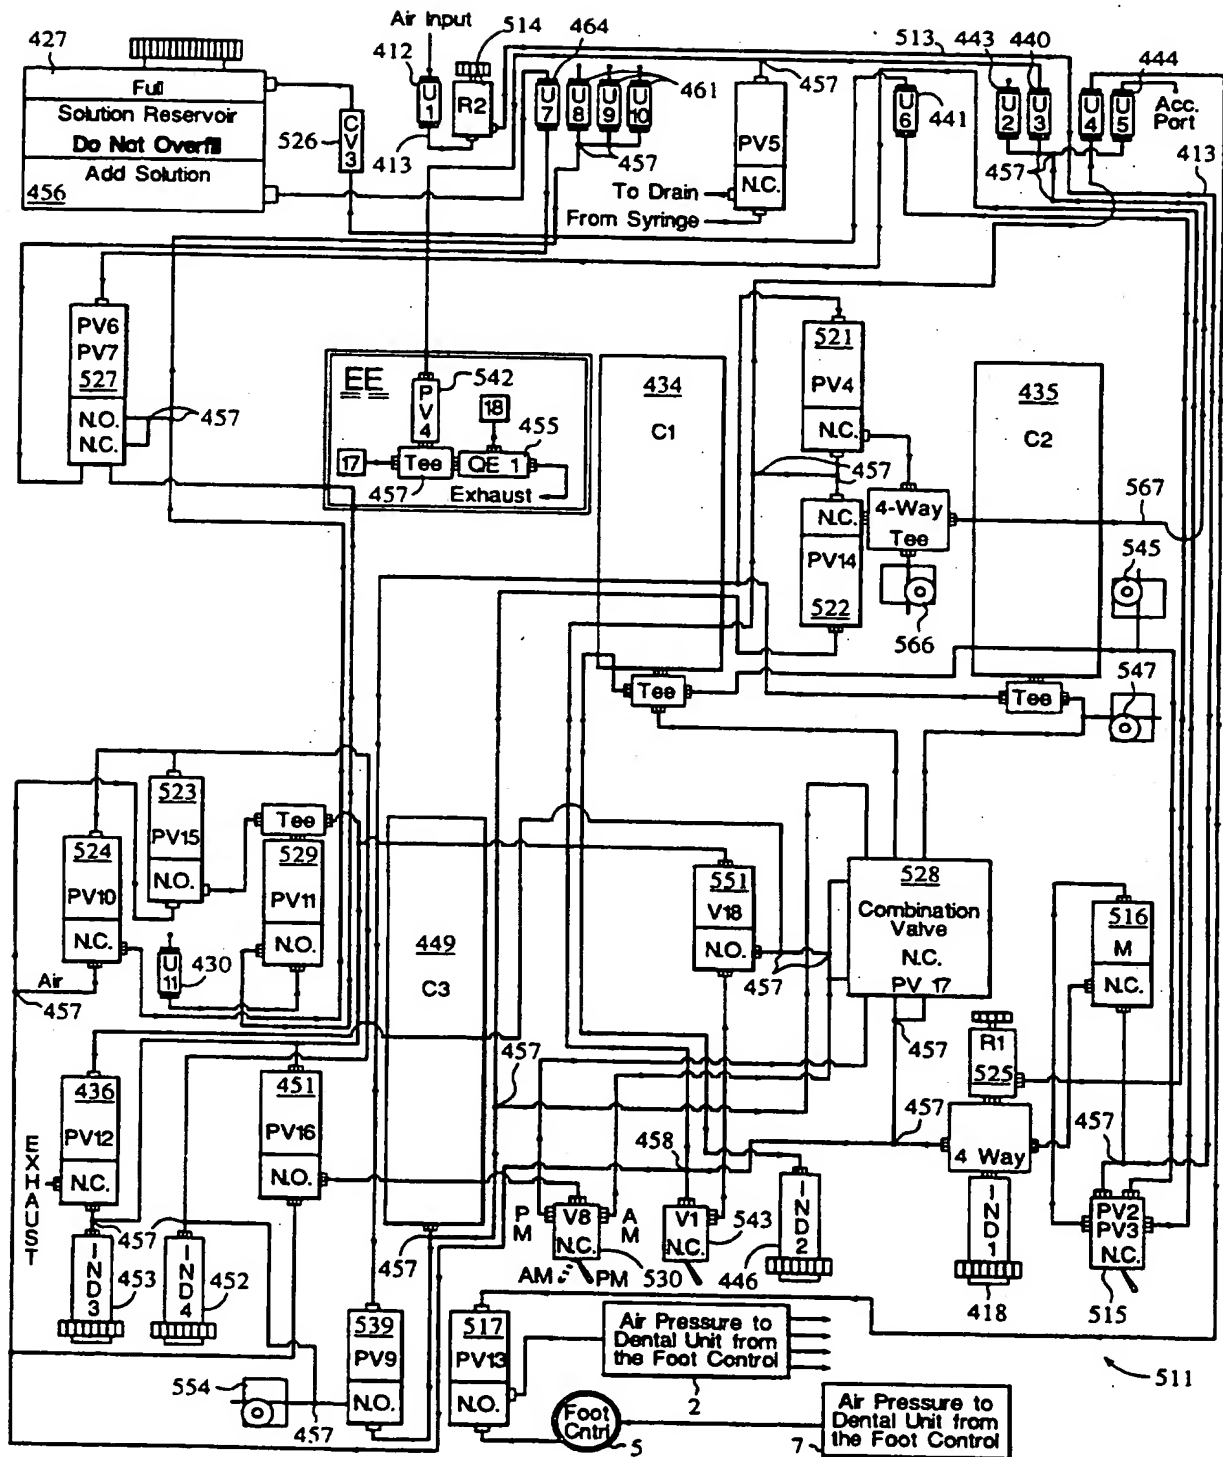 Air Input
427
412
514
464
513
443
440
444
Full
Solution Reservoir
Do Not Overfill
Add Solution
456
CV3
526
U1
413
R2
U7
U8
U9
U10
461
457
457
PV5
N.C.
To Drain
From Syringe
U6
441
U2
U3
U4
U5
Acc.
Port
457
413
PV6
PV7
527
N.O.
N.C.
457
EE
PV4
542
18
455
17
Tee
QE 1
457
Exhaust
434
C1
521
PV4
N.C.
457
N.C.
PV14
522
4-Way
Tee
566
435
C2
567
545
547
Tee
Tee
523
PV15
N.O.
524
PV10
N.C.
Tee
529
PV11
N.O.
U11
430
Air
457
449
C3
551
V18
N.O.
457
528
Combination
Valve
N.C.
PV 17
516
M
N.C.
457
R1
525
436
PV12
N.C.
451
PV16
N.O.
457
458
457
4 Way
457
EXHAUST
457
IND3
453
IND4
452
457
PM
V8
N.C.
AM
AM
PM
530
V1
N.C.
543
IND2
446
IND1
418
PV2
PV3
N.C.
515
539
PV9
N.O.
554
457
517
PV13
N.O.
Air Pressure to
Dental Unit from
the Foot Control
2
Foot
Cntrl
5
Air Pressure to
Dental Unit from
the Foot Control
7
511